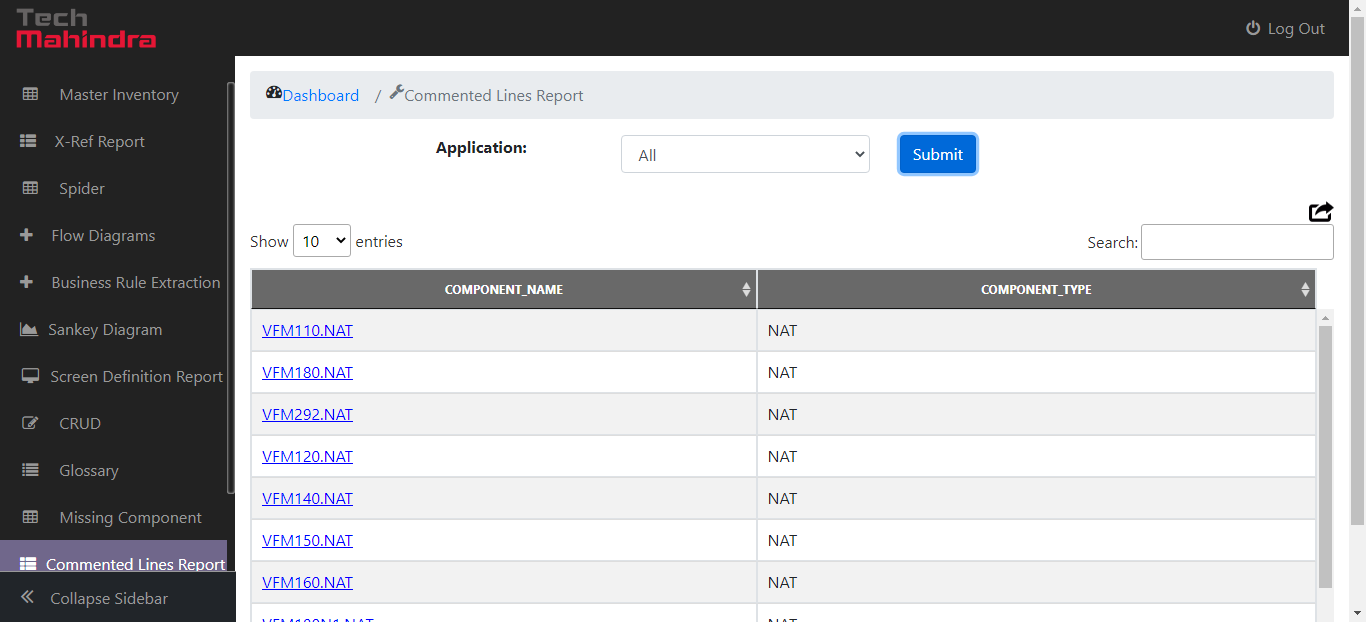 Tech
Mahindra
Log Out
Master Inventory
X-Ref Report
Spider
Flow Diagrams
Business Rule Extraction
Sankey Diagram
Screen Definition Report
CRUD
Glossary
Missing Component
Commented Lines Report
Collapse Sidebar
Dashboard / Commented Lines Report
Application: All Submit
Show 10 entries Search:
COMPONENT_NAME COMPONENT_TYPE
VFM110.NAT NAT
VFM180.NAT NAT
VFM292.NAT NAT
VFM120.NAT NAT
VFM140.NAT NAT
VFM150.NAT NAT
VFM160.NAT NAT